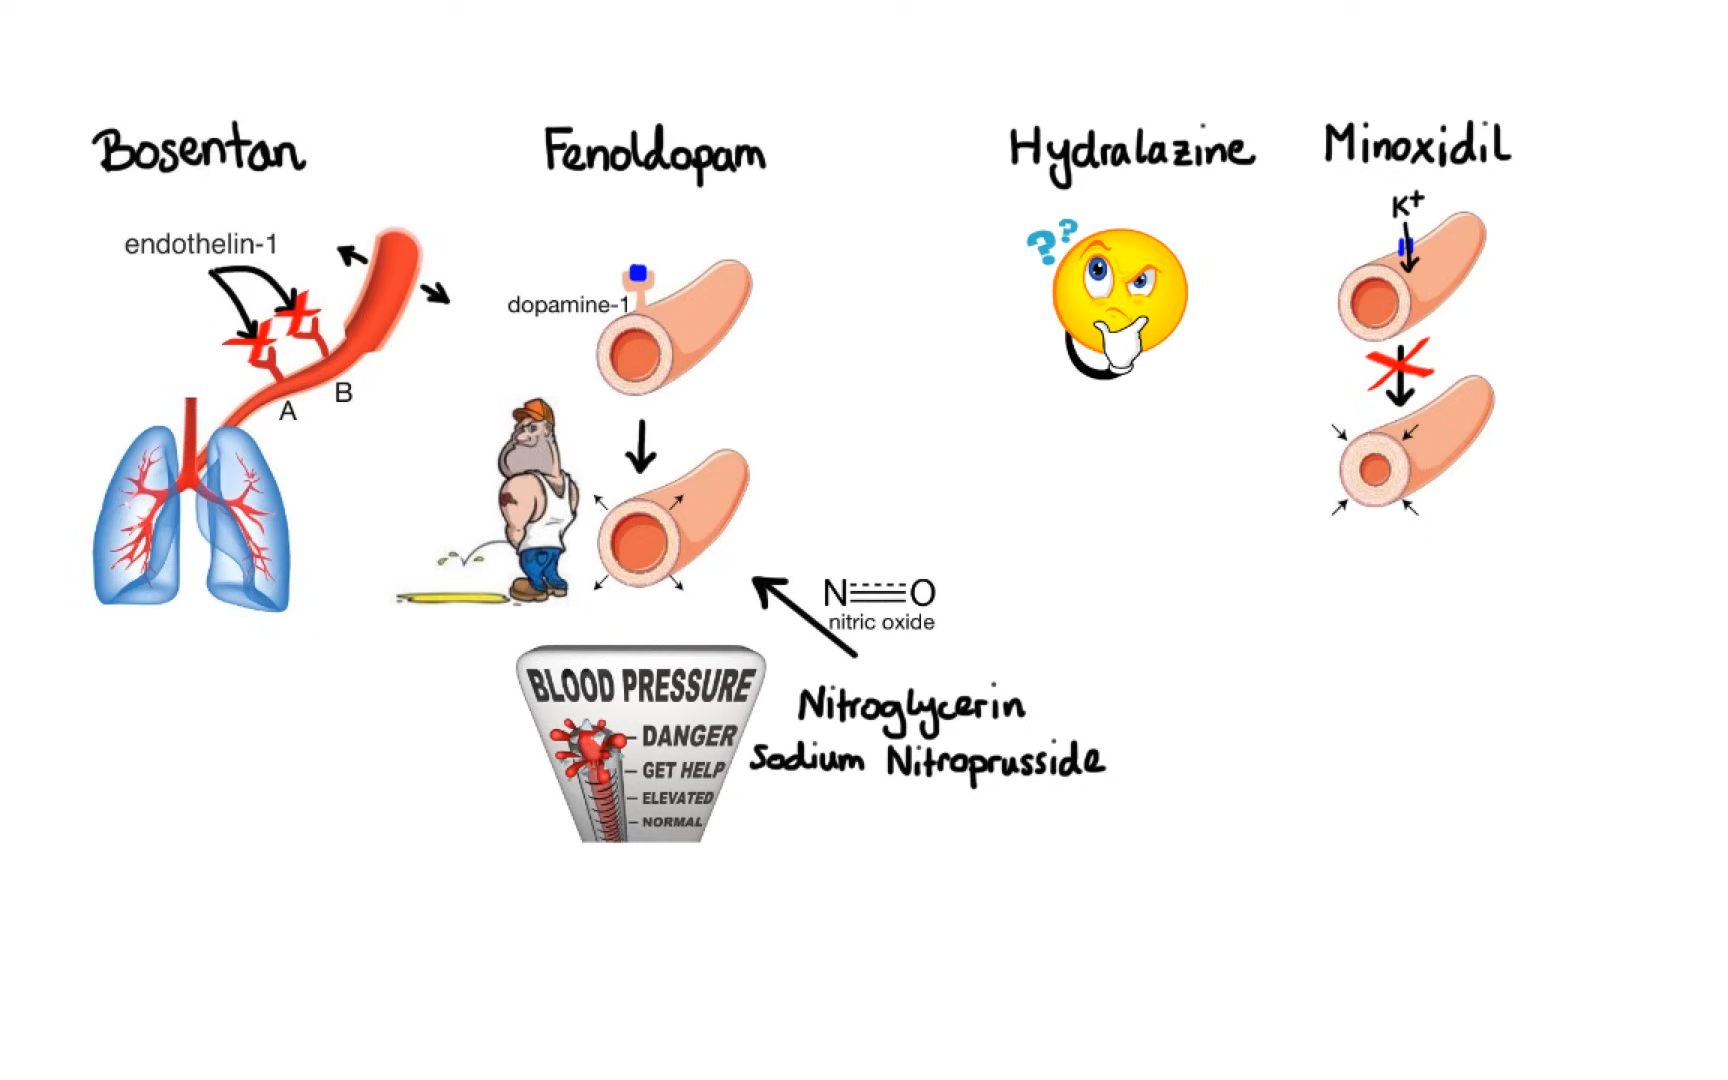 Bosentan
Fenoldopam
Hydralazine
Minoxidil
endothelin-1
A
B
dopamine-1
??
K+
N O
nitric oxide
BLOOD PRESSURE
DANGER
GET HELP
ELEVATED
NORMAL
Nitroglycerin
Sodium Nitroprusside